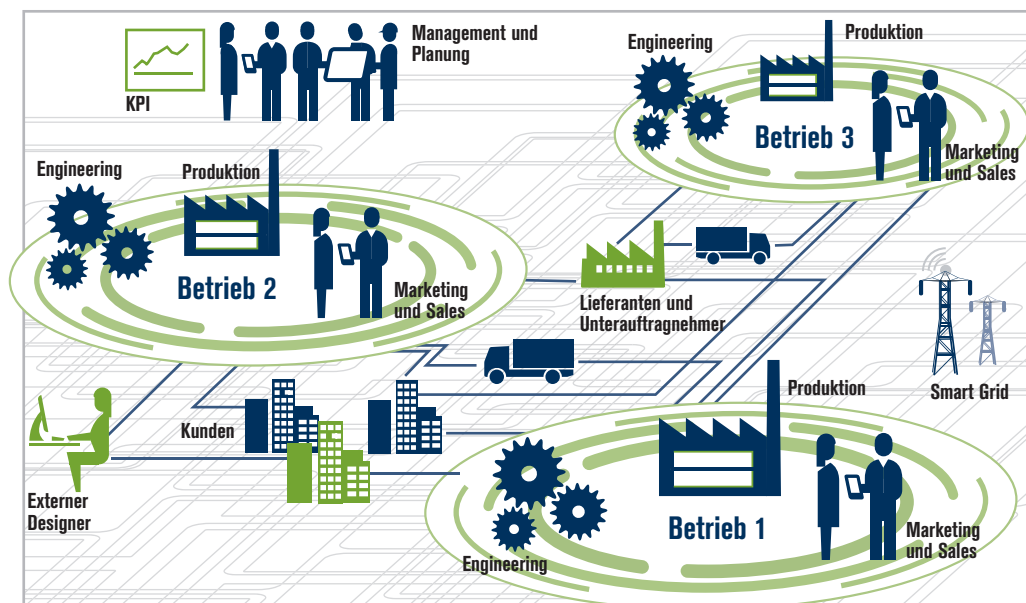 KPI
Management und
Planung
Engineering
Produktion
Betrieb 3
Marketing
und Sales
Engineering
Produktion
Betrieb 2
Marketing
und Sales
Lieferanten und
Unterauftragnehmer
Smart Grid
Kunden
Externer
Designer
Produktion
Betrieb 1
Engineering
Marketing
und Sales